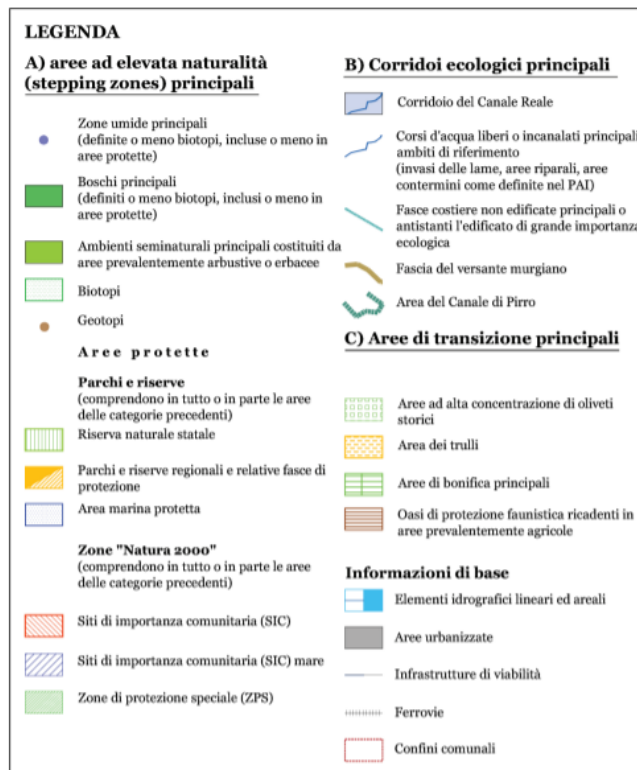 LEGENDA
A) aree ad elevata naturalità
(stepping zones) principali
Zone umide principali
(definite o meno biotopi, incluse o meno in
aree protette)
Boschi principali
(definiti o meno biotopi, inclusi o meno in
aree protette)
Ambienti seminaturali principali costituiti da
aree prevalentemente arbustive o erbacee
Biotopi
Geotopi
Aree protette
Parchi e riserve
(comprendono in tutto o in parte le aree
delle categorie precedenti)
Riserva naturale statale
Parchi e riserve regionali e relative fasce di
protezione
Area marina protetta
Zone "Natura 2000"
(comprendono in tutto o in parte le aree
delle categorie precedenti)
Siti di importanza comunitaria (SIC)
Siti di importanza comunitaria (SIC) mare
Zone di protezione speciale (ZPS)
B) Corridoi ecologici principali
Corridoio del Canale Reale
Corsi d'acqua liberi o incanalati principali
ambiti di riferimento
(invasi delle lame, aree riparali, aree
contermini come definite nel PAI)
Fasce costiere non edificate principali o
antistanti l'edificato di grande importanza
ecologica
Fascia del versante murgiano
Area del Canale di Pirro
C) Aree di transizione principali
Aree ad alta concentrazione di oliveti
storici
Area dei trulli
Aree di bonifica principali
Oasi di protezione faunistica ricadenti in
aree prevalentemente agricole
Informazioni di base
Elementi idrografici lineari ed areali
Aree urbanizzate
Infrastrutture di viabilità
Ferrovie
Confini comunali